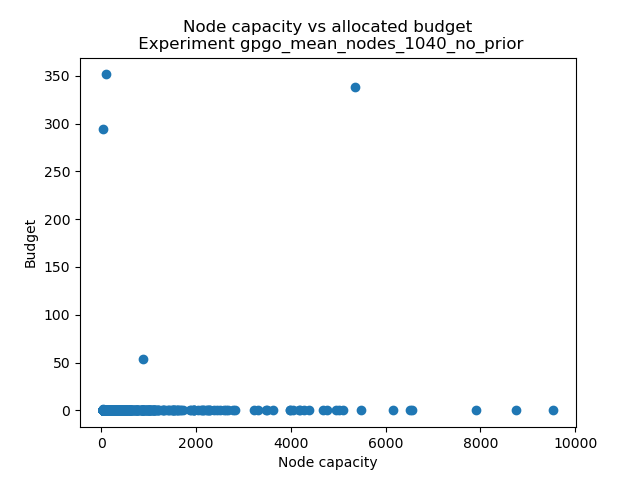 Node capacity vs allocated budget
Experiment gpgo_mean_nodes_1040_no_prior
350
300
250
200
150
100
50
0
Budget
0 2000 4000 6000 8000 10000
Node capacity